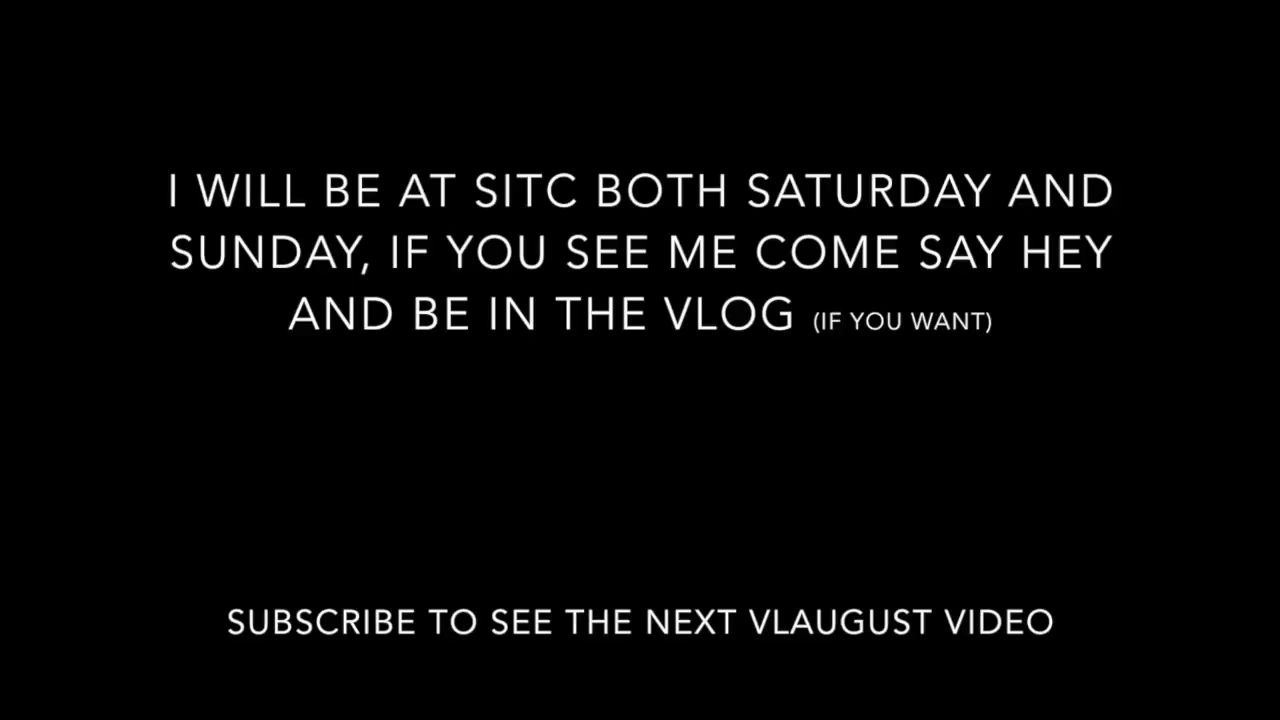 I WILL BE AT SITC BOTH SATURDAY AND
SUNDAY, IF YOU SEE ME COME SAY HEY
AND BE IN THE VLOG (IF YOU WANT)
SUBSCRIBE TO SEE THE NEXT VLAUGUST VIDEO